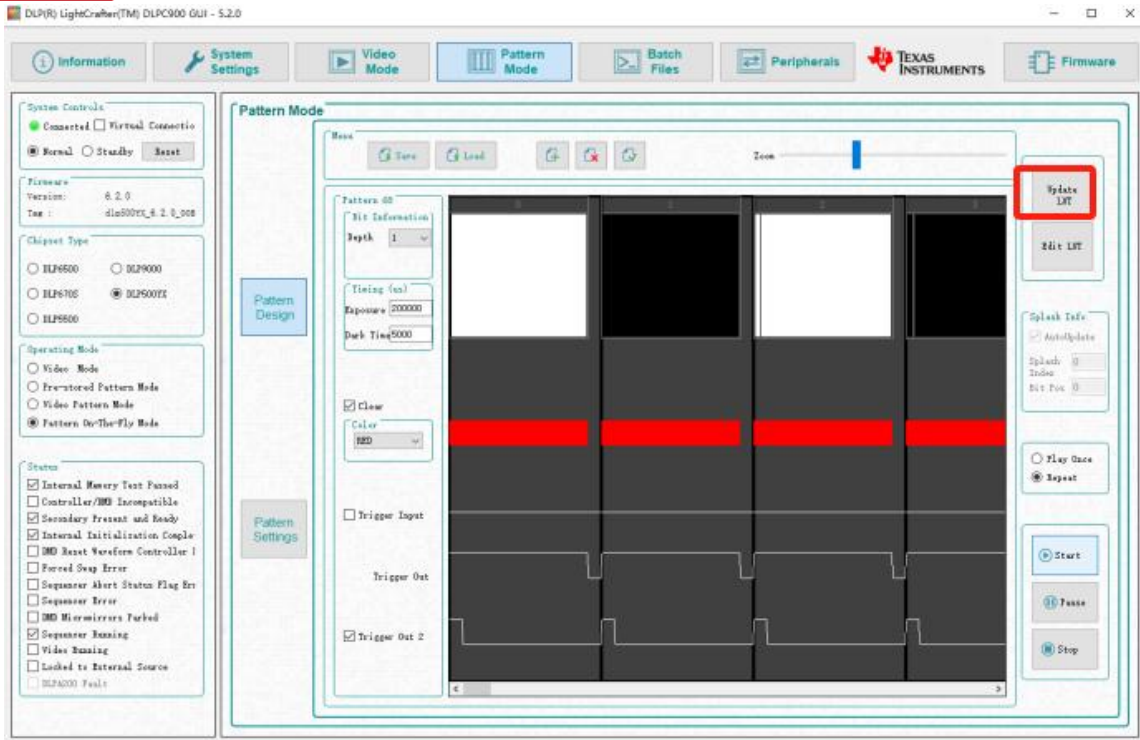 DLP(R) LightCrafter(TM) DLPC900 GUI - 5.2.0
Information
System Settings
Video Mode
Pattern Mode
Batch Files
Peripherals
TEXAS INSTRUMENTS
Firmware
System Controls
Connected
Virtual Connectio
Normal
Standby
Reset
Firmware
Version: 6.2.0
Tag :
Chipset Type
DLP6500
DLP9000
DLP670S
DLP500YX
DLP5500
Operating Mode
Video Mode
Pre-stored Pattern Mode
Video Pattern Mode
Pattern On-The-Fly Mode
Status
Internal Memory Test Passed
Controller/DMD Incompatible
Secondary Present and Ready
Internal Initialization Comple
DMD Reset Waveform Controller
Forced Swap Error
Sequencer Abort Status Flag Err
Sequencer Error
DMD Micromirrors Parked
Sequencer Running
Video Running
Locked to External Source
DLPA200 Fault
Pattern Mode
Pattern Design
Pattern Settings
Menu
Save
Load
Zoom
Pattern 00
Bit Information
Depth 1
Timing (us)
Exposure 200000
Dark Time 5000
Clear
Color
RED
Trigger Input
Trigger Out
Trigger Out 2
0
1
2
3
Update
LUT
Edit LUT
Splash Info
AutoUpdate
Splash
Index
0
Bit Pos 0
Play Once
Repeat
Start
Pause
Stop